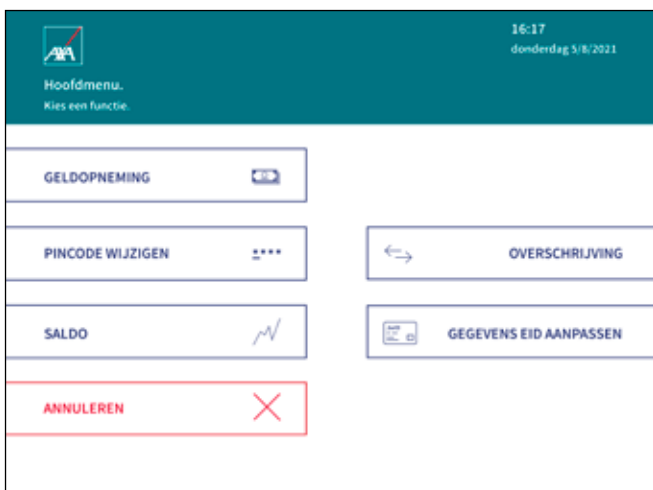 AXA
16:17
donderdag 5/8/2021
Hoofdmenu.
Kies een functie.
GELDOPNEMING
PINCODE WIJZIGEN
OVERSCHRIJVING
SALDO
GEGEVENS EID AANPASSEN
ANNULEREN